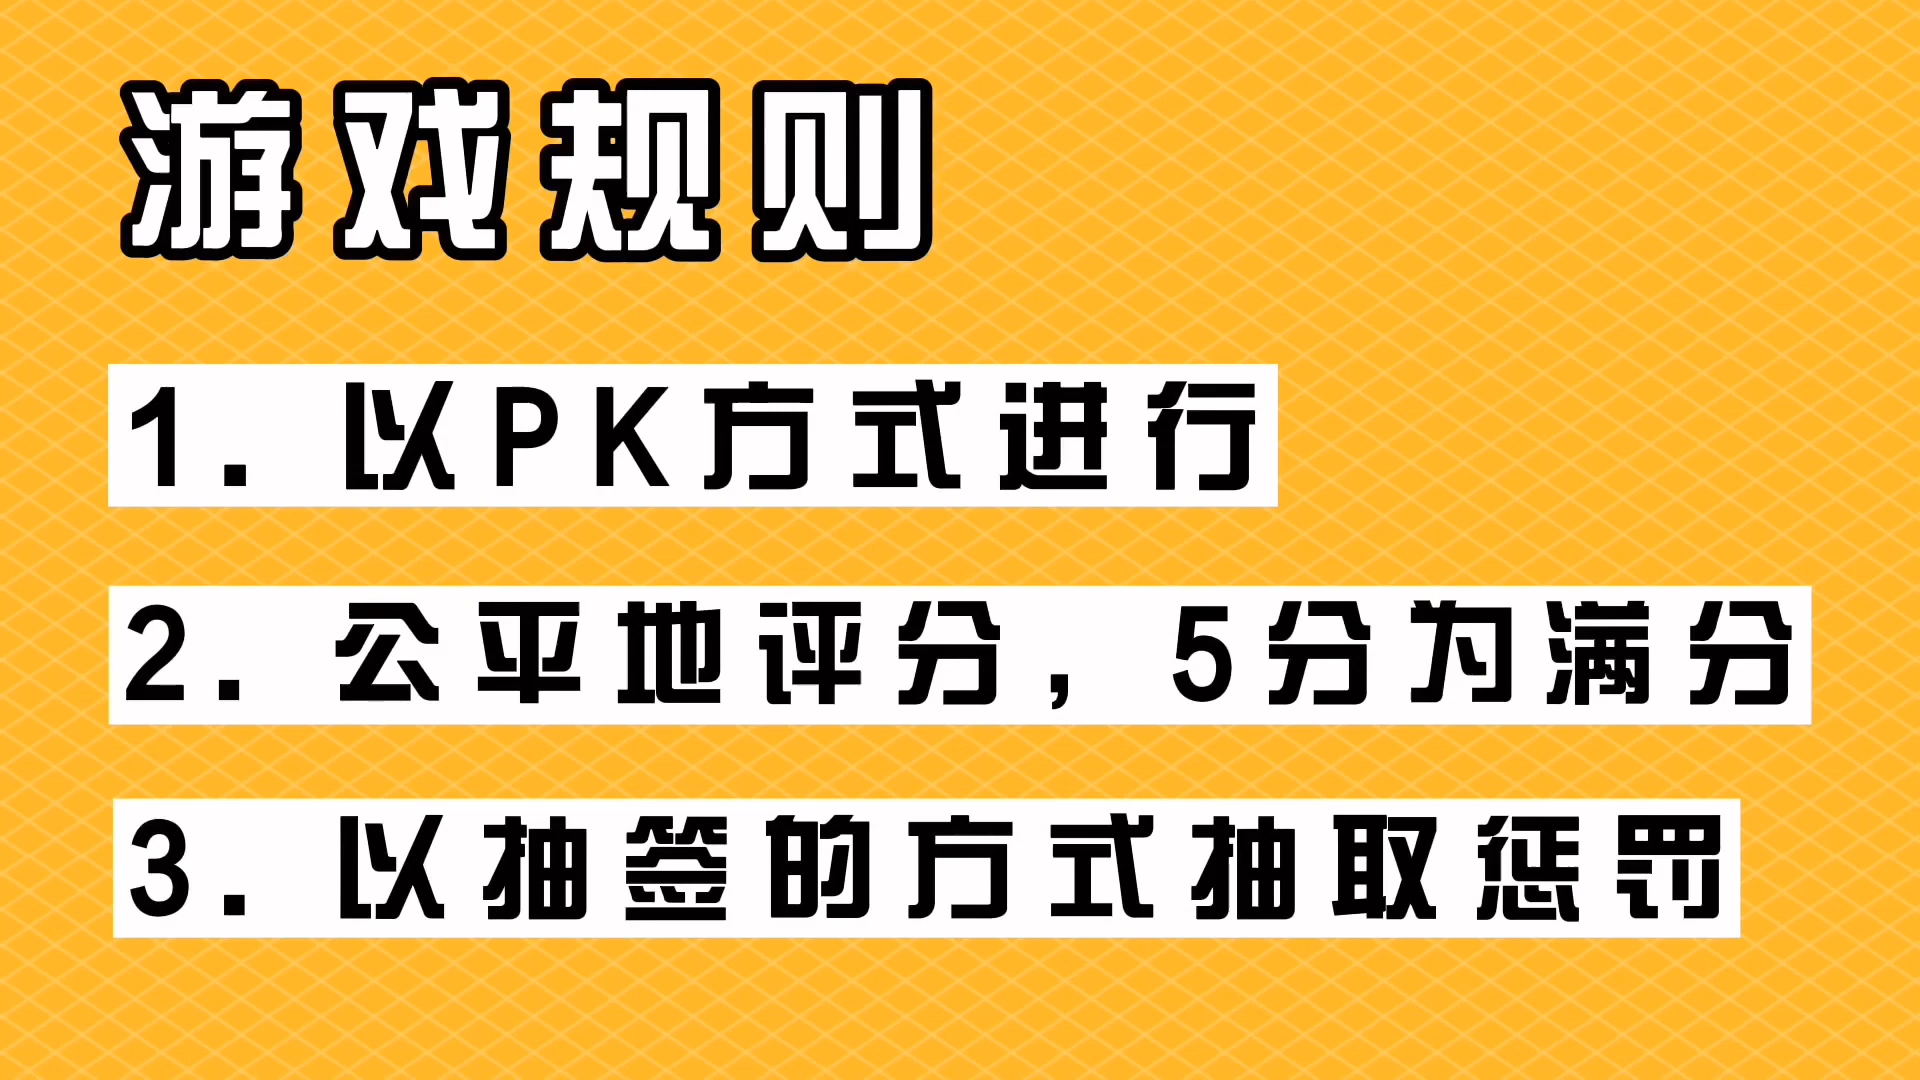 游戏规则
1. 以PK方式进行
2. 公平地评分, 5分为满分
3. 以抽签的方式抽取惩罚